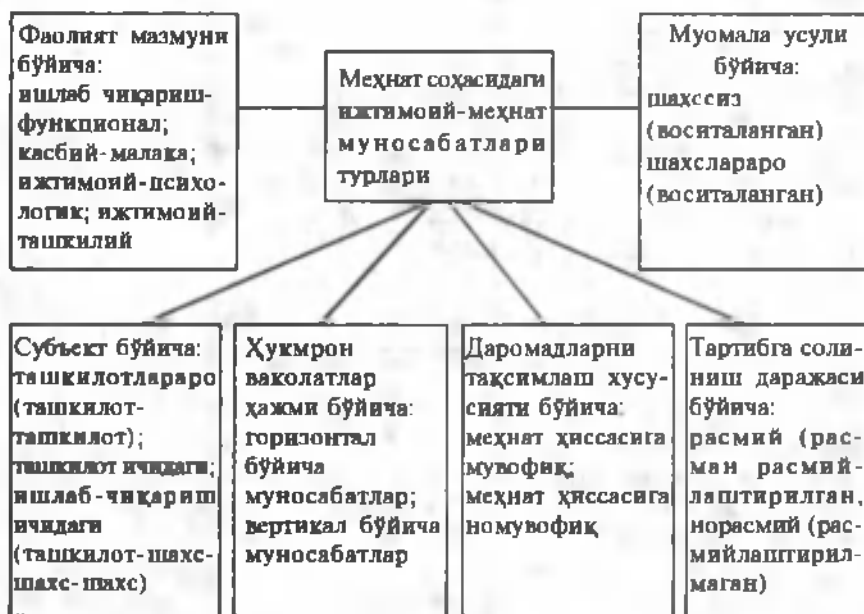 Фаолият мазмуни
бўйича:
ишлаб чиқариш-
функционал;
касбий-малака;
ижтимоий-психо-
логик; ижтимоий-
ташкилий
Меҳнат соҳасидаги
ижтимоий-меҳнат
муносабатлари
турлари
Муомала усули
бўйича:
шахссиз
(воситаланган)
шахслараро
(воситаланган)
Субъект бўйича:
ташкилотлараро
(ташкилот-
ташкилот);
ташкилот ичидаги;
ишлаб-чиқариш
ичидаги
(ташкилот-шахс-
шахс-шахс)
Ҳукмрон
ваколатлар
ҳажми бўйича:
горизонтал
бўйича
муносабатлар;
вертикал бўйича
муносабатлар
Даромадларни
тақсимлаш хусу-
сияти бўйича:
меҳнат ҳиссасига
мувофиқ;
меҳнат ҳиссасига
номувофиқ
Тартибга соли-
ниш даражаси
бўйича:
расмий (рас-
ман расмий-
лаштирилган,
норасмий (рас-
мийлаштирил-
маган)